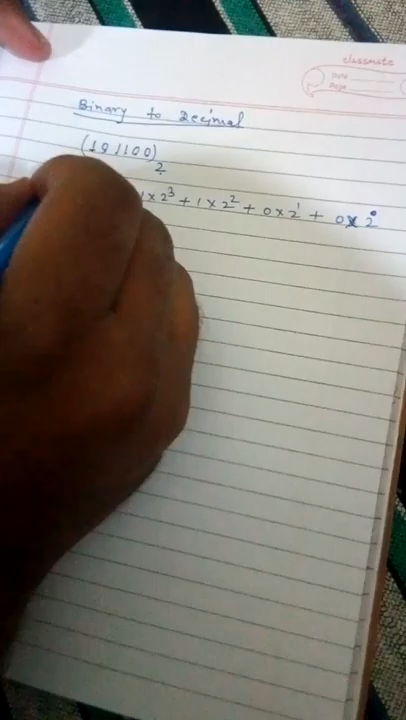 classmate
Date
Page
Binary to Decimal
(101100)₂
1×2³ + 1×2² + 0×2¹ + 0×2⁰